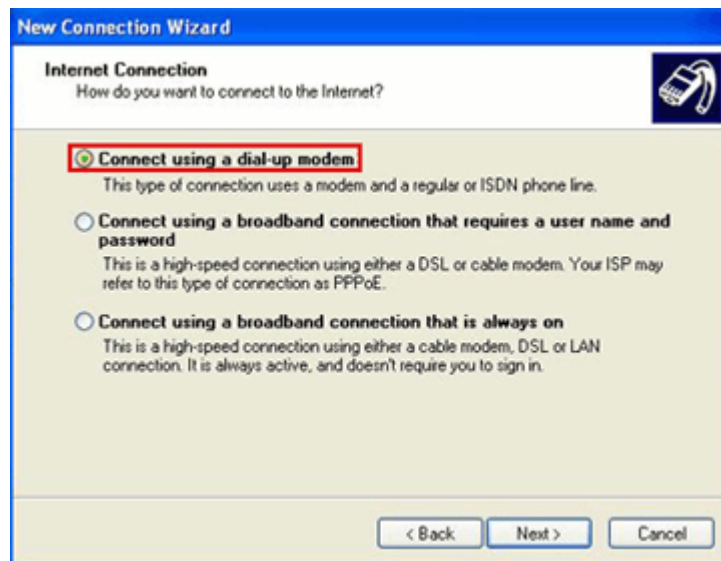 New Connection Wizard
Internet Connection
How do you want to connect to the Internet?
Connect using a dial-up modem
This type of connection uses a modem and a regular or ISDN phone line.
Connect using a broadband connection that requires a user name and
password
This is a high-speed connection using either a DSL or cable modem. Your ISP may
refer to this type of connection as PPPoE.
Connect using a broadband connection that is always on
This is a high-speed connection using either a cable modem, DSL or LAN
connection. It is always active, and doesn't require you to sign in.
< Back
Next >
Cancel